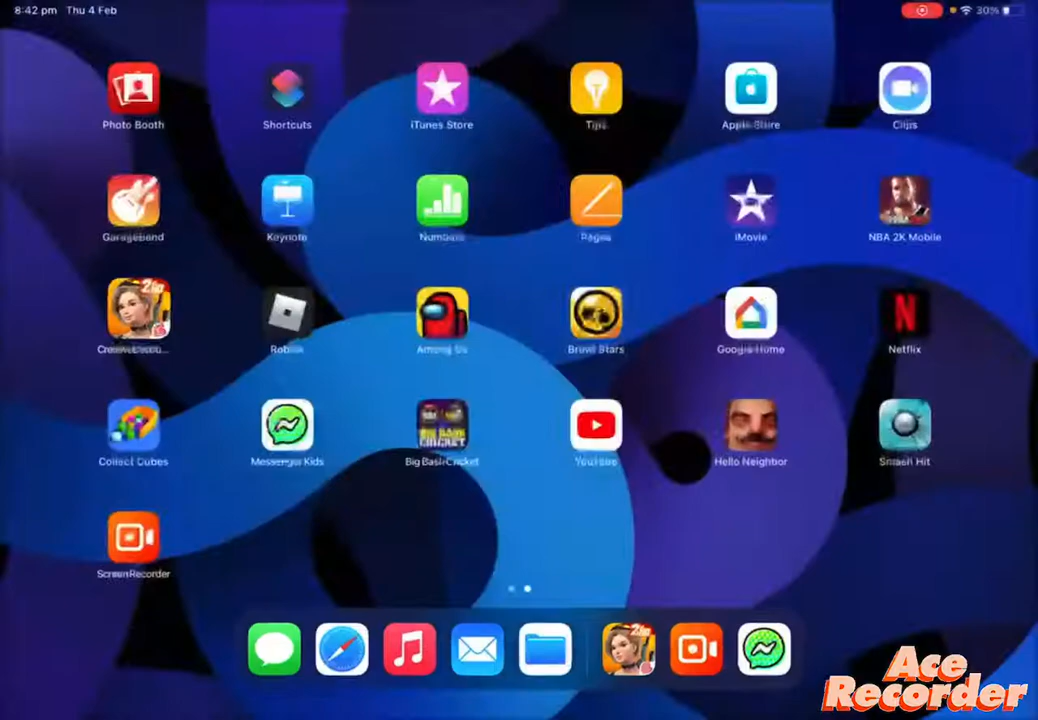 8:42 pm Thu 4 Feb
30%
Photo Booth Shortcuts iTunes Store Tips Apple Store Clips
GarageBand Keynote Numbers Pages iMovie NBA 2K Mobile
Roblox Among Us Brawl Stars Google Home Netflix
Collect Cubes Messenger Kids Big Bash Cricket YouTube Hello Neighbor Smash Hit
ScreenRecorder
Ace
Recorder